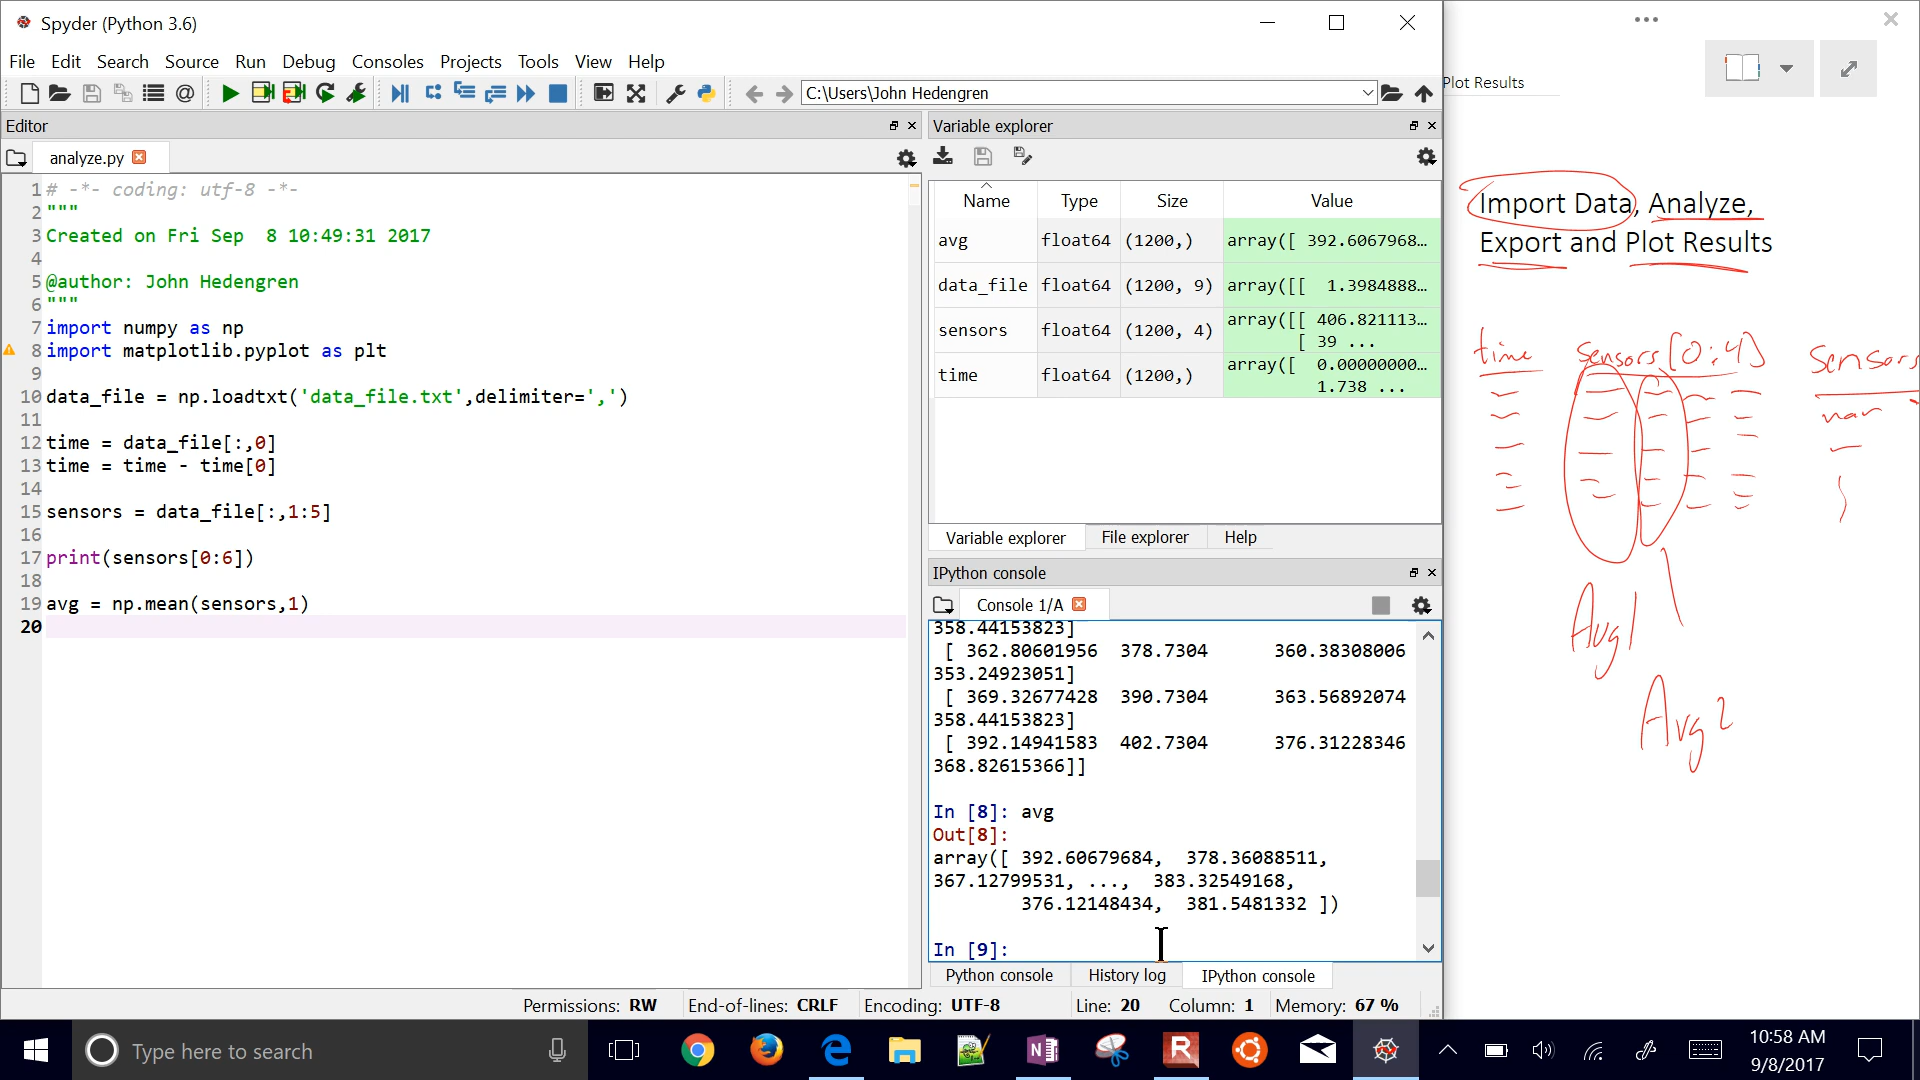 Spyder (Python 3.6)
File Edit Search Source Run Debug Consoles Projects Tools View Help
C:\Users\John Hedengren
Editor
analyze.py
1 # -*- coding: utf-8 -*-
2 """
3 Created on Fri Sep  8 10:49:31 2017
4
5 @author: John Hedengren
6 """
7 import numpy as np
8 import matplotlib.pyplot as plt
9
10 data_file = np.loadtxt('data_file.txt',delimiter=',')
11
12 time = data_file[:,0]
13 time = time - time[0]
14
15 sensors = data_file[:,1:5]
16
17 print(sensors[0:6])
18
19 avg = np.mean(sensors,1)
20
Variable explorer
Name Type Size Value
avg float64 (1200,) array([ 392.6067968...
data_file float64 (1200, 9) array([[ 1.3984888...
sensors float64 (1200, 4) array([[ 406.821113...
[ 39 ...
time float64 (1200,) array([ 0.00000000...
1.738 ...
Variable explorer File explorer Help
IPython console
Console 1/A
358.44153823]
[ 362.80601956 378.7304 360.38308006
353.24923051]
[ 369.32677428 390.7304 363.56892074
358.44153823]
[ 392.14941583 402.7304 376.31228346
368.82615366]]
In [8]: avg
Out[8]:
array([ 392.60679684, 378.36088511,
367.12799531, ..., 383.32549168,
376.12148434, 381.5481332 ])
In [9]:
Python console History log IPython console
Permissions: RW End-of-lines: CRLF Encoding: UTF-8 Line: 20 Column: 1 Memory: 67 %
Plot Results
Import Data, Analyze,
Export and Plot Results
time sensors[0:4] sensors
Avg1
Avg2
Type here to search
10:58 AM
9/8/2017